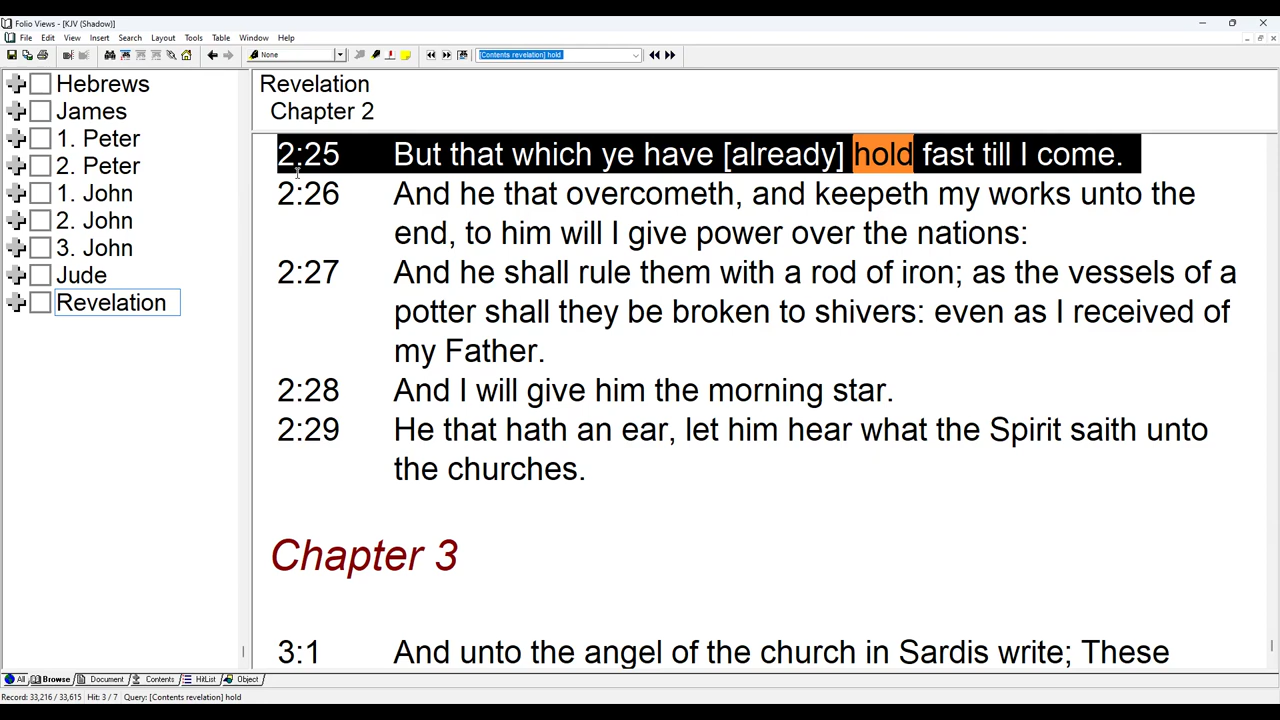 Folio Views - [KJV (Shadow)]
File Edit View Insert Search Layout Tools Table Window Help
None
[Contents revelation] hold
Hebrews
James
1. Peter
2. Peter
1. John
2. John
3. John
Jude
Revelation
Revelation
Chapter 2
2:25 But that which ye have [already] hold fast till I come.
2:26 And he that overcometh, and keepeth my works unto the
end, to him will I give power over the nations:
2:27 And he shall rule them with a rod of iron; as the vessels of a
potter shall they be broken to shivers: even as I received of
my Father.
2:28 And I will give him the morning star.
2:29 He that hath an ear, let him hear what the Spirit saith unto
the churches.
Chapter 3
3:1 And unto the angel of the church in Sardis write; These
All Browse Document Contents HitList Object
Record: 33,216 / 33,615 Hit: 3 / 7 Query: [Contents revelation] hold